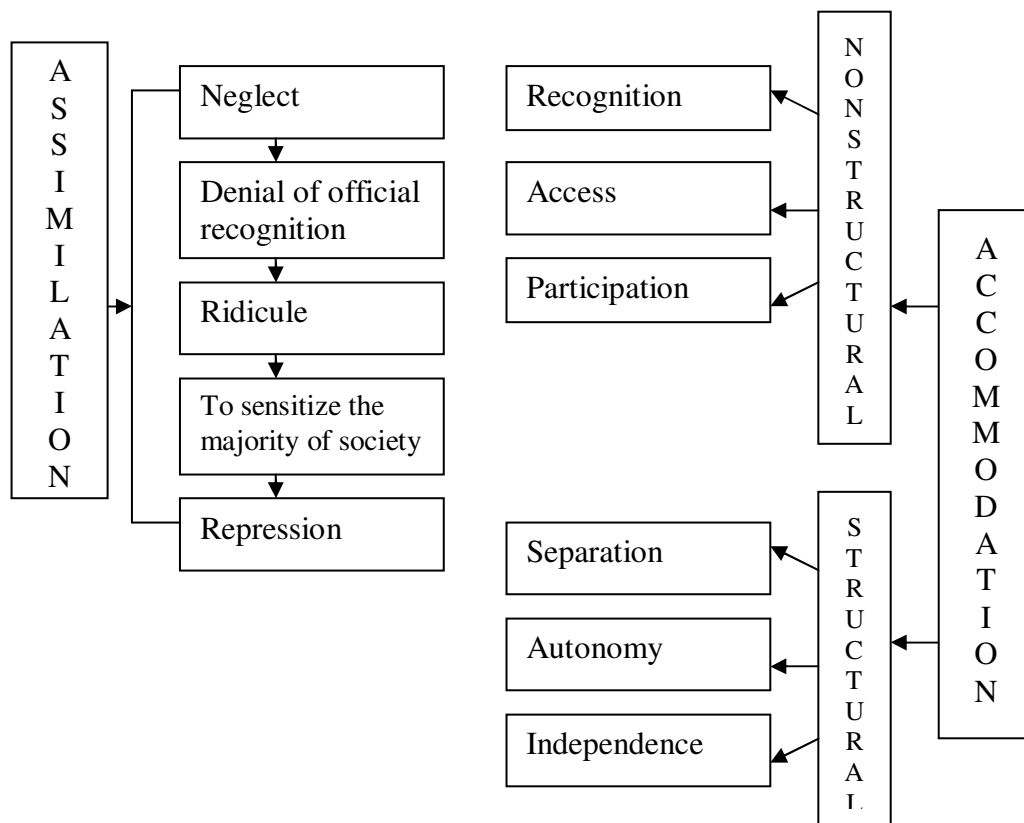 ASSIMILATION
Neglect
Denial of official
recognition
Ridicule
To sensitize the
majority of society
Repression
Recognition
Access
Participation
NONSTRUCTURAL
Separation
Autonomy
Independence
STRUCTURAL
ACCOMMODATION